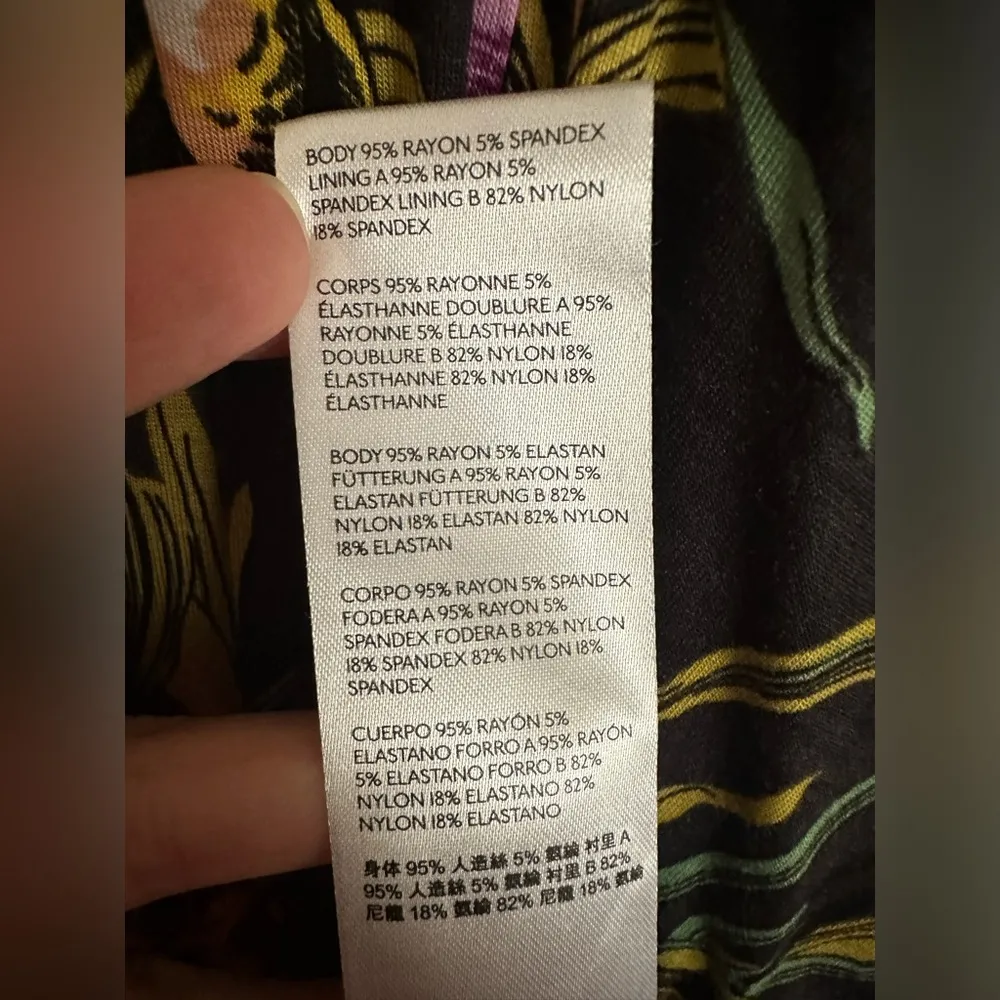 BODY 95% RAYON 5% SPANDEX
LINING A 95% RAYON 5%
SPANDEX LINING B 82% NYLON
18% SPANDEX
CORPS 95% RAYONNE 5%
ÉLASTHANNE DOUBLURE A 95%
RAYONNE 5% ÉLASTHANNE
DOUBLURE B 82% NYLON 18%
ÉLASTHANNE 82% NYLON 18%
ÉLASTHANNE
BODY 95% RAYON 5% ELASTAN
FÜTTERUNG A 95% RAYON 5%
ELASTAN FÜTTERUNG B 82%
NYLON 18% ELASTAN 82% NYLON
18% ELASTAN
CORPO 95% RAYON 5% SPANDEX
FODERA A 95% RAYON 5%
SPANDEX FODERA B 82% NYLON
18% SPANDEX 82% NYLON 18%
SPANDEX
CUERPO 95% RAYÓN 5%
ELASTANO FORRO A 95% RAYÓN
5% ELASTANO FORRO B 82%
NYLON 18% ELASTANO 82%
NYLON 18% ELASTANO
身体 95% 人造絲 5% 氨綸 衬里 A
95% 人造絲 5% 氨綸 衬里 B 82%
尼龍 18% 氨綸 82% 尼龍 18% 氨綸